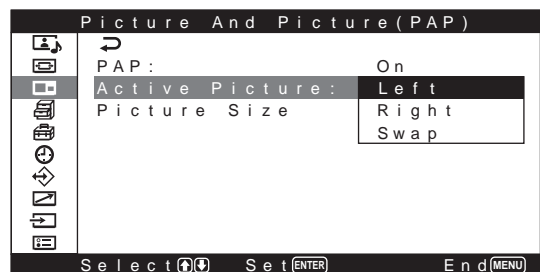 Picture And Picture(PAP)
PAP: On
Active Picture: Left
Picture Size Right
Swap
Select Set ENTER End MENU